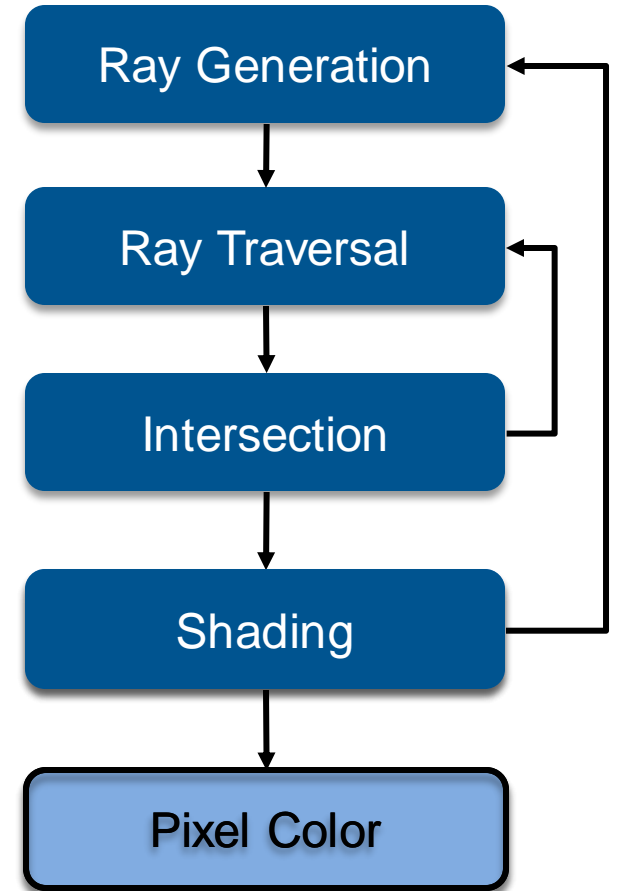 Ray Generation
Ray Traversal
Intersection
Shading
Pixel Color